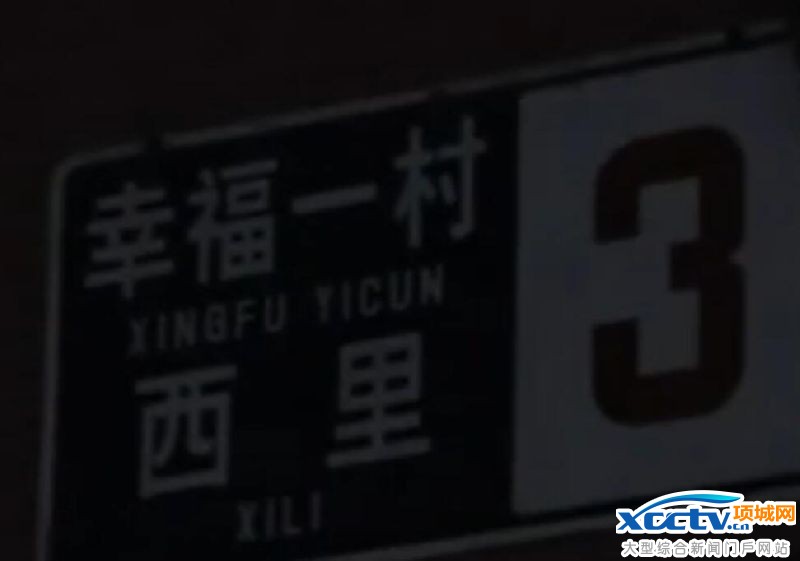 幸福一村
XINGFU YICUN
西里
XILI
3
xcctv.cn 项城网
大型综合新闻门户网站